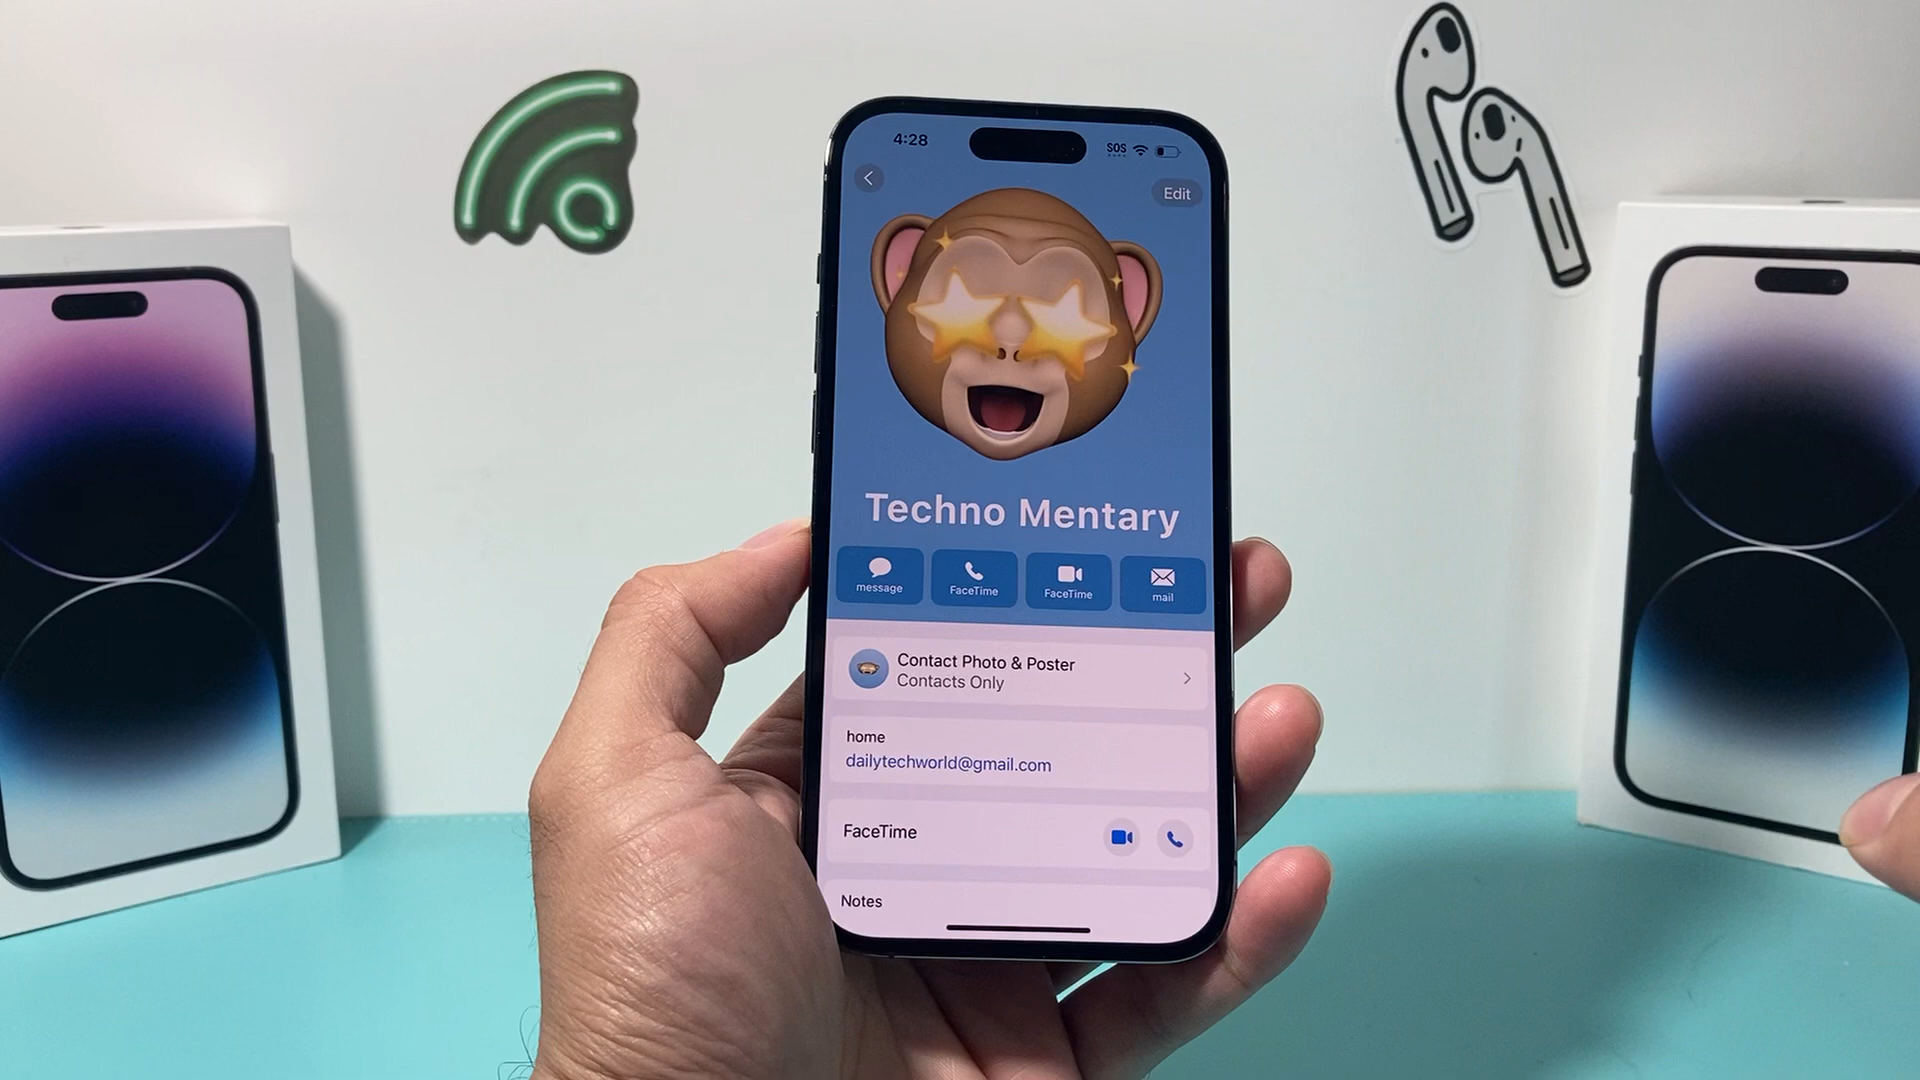 4:28
SOS
Edit
Techno Mentary
message
FaceTime
FaceTime
mail
Contact Photo & Poster
Contacts Only
home
dailytechworld@gmail.com
FaceTime
Notes